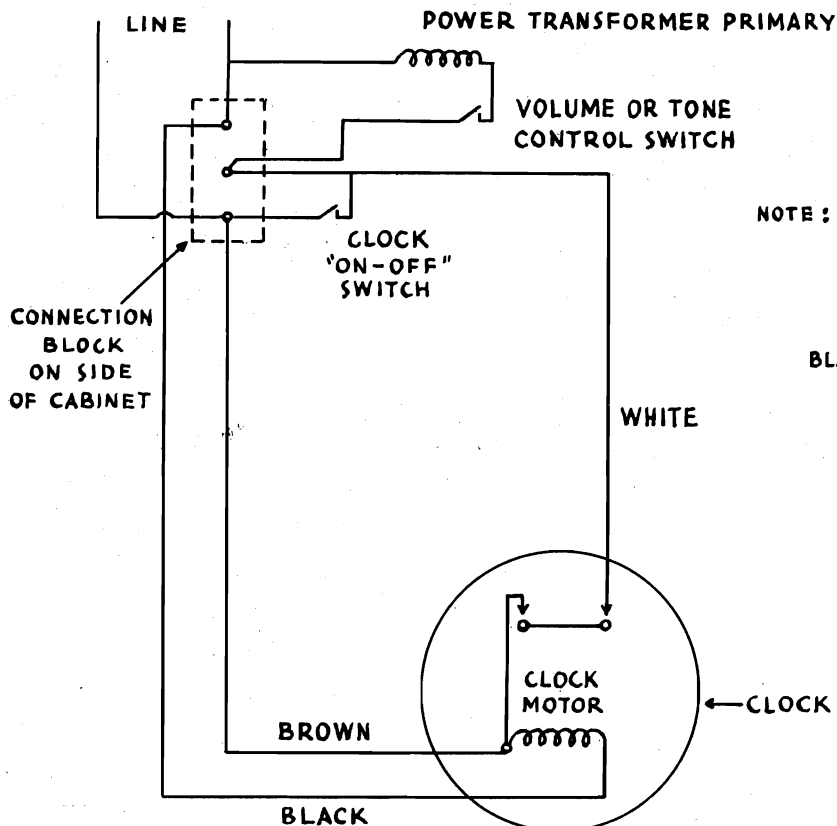 LINE
POWER TRANSFORMER PRIMARY
VOLUME OR TONE
CONTROL SWITCH
NOTE:
CLOCK
"ON-OFF"
SWITCH
CONNECTION
BLOCK
ON SIDE
OF CABINET
BL
WHITE
CLOCK
MOTOR
CLOCK
BROWN
BLACK